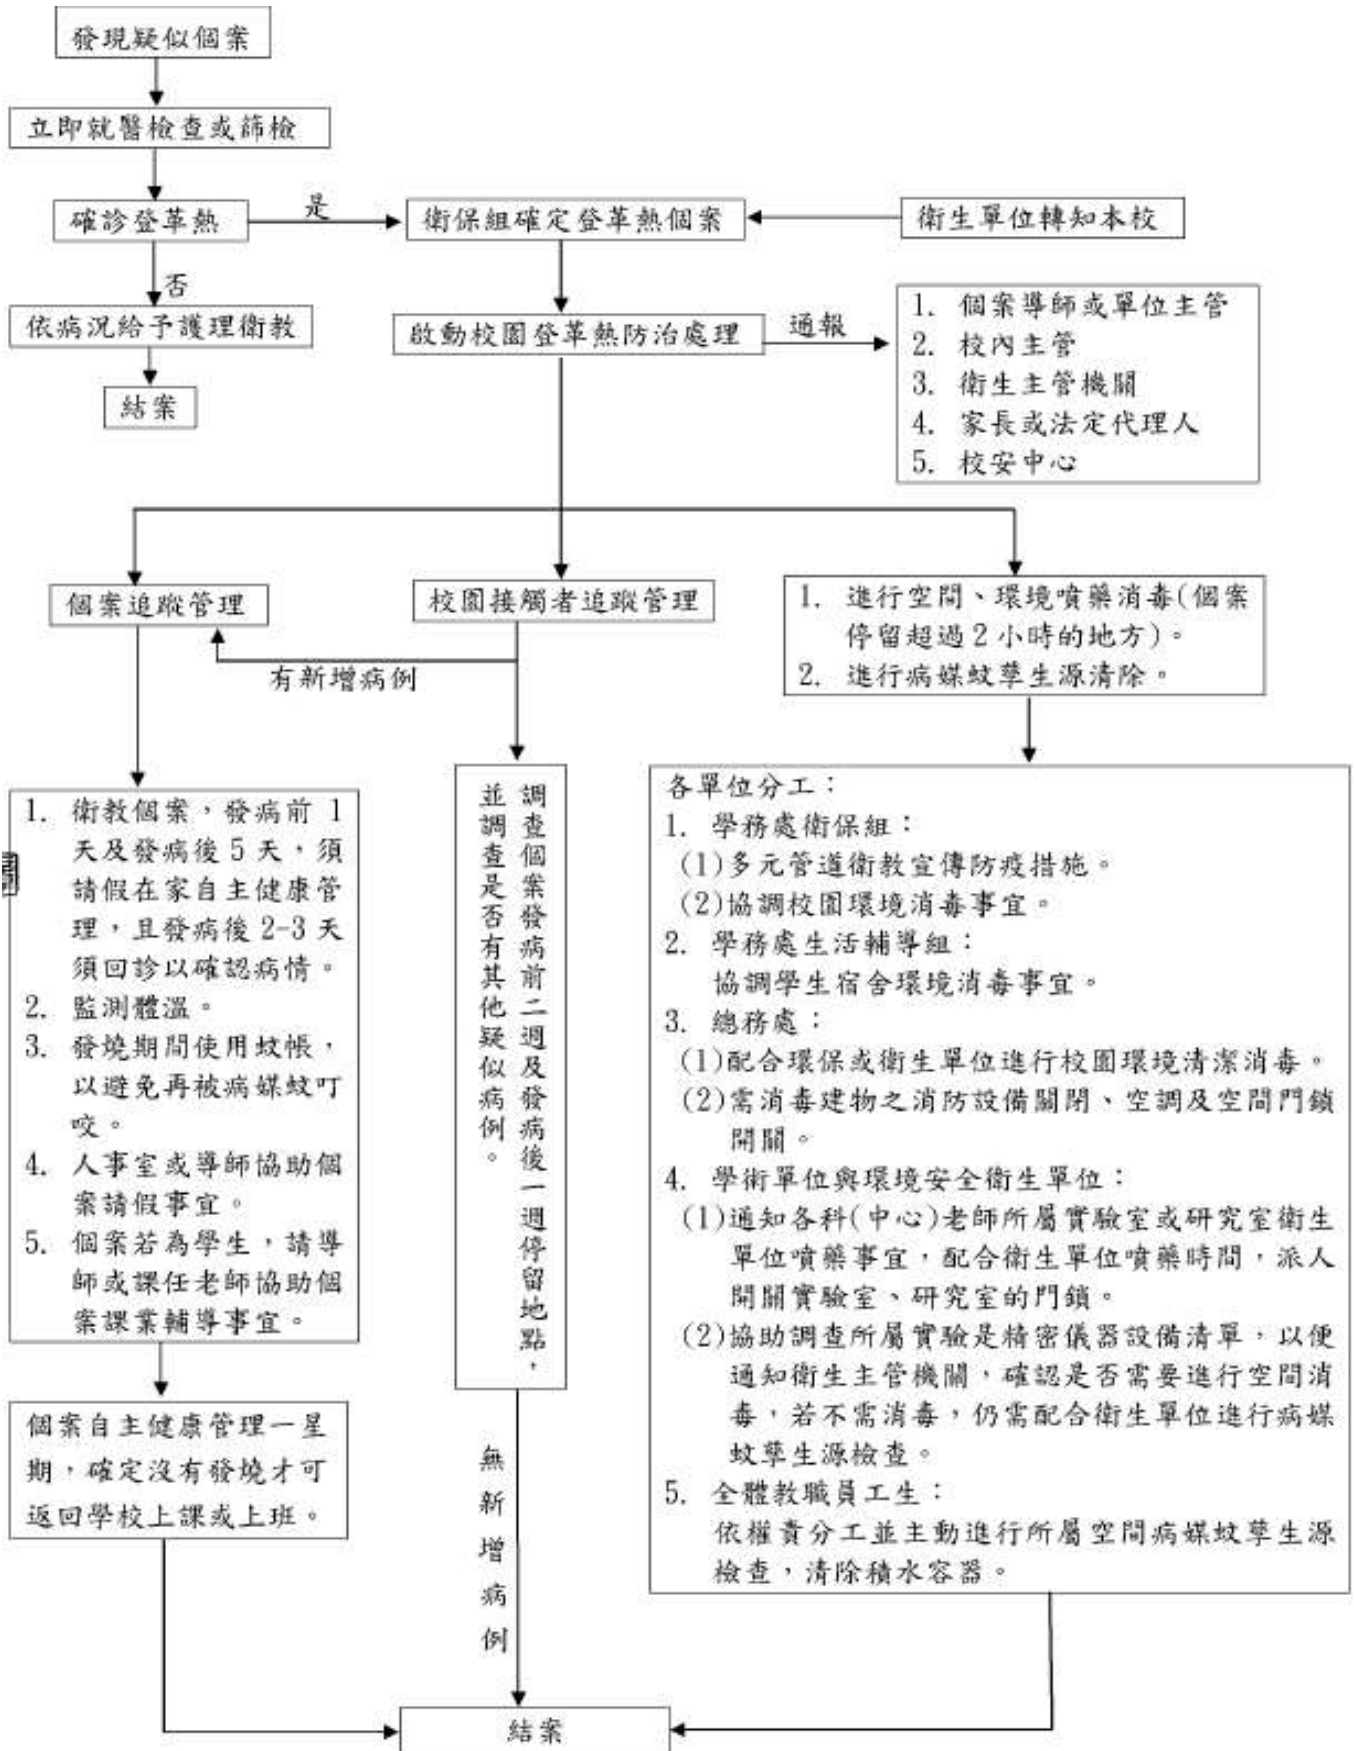 發現疑似個案
立即就醫檢查或篩檢
確診登革熱
是
衛保組確定登革熱個案
衛生單位轉知本校
否
依病況給予護理衛教
結案
啟動校園登革熱防治處理
通報
1. 個案導師或單位主管
2. 校內主管
3. 衛生主管機關
4. 家長或法定代理人
5. 校安中心
個案追蹤管理
校園接觸者追蹤管理
有新增病例
1. 進行空間、環境噴藥消毒(個案
停留超過2小時的地方)。
2. 進行病媒蚊孳生源清除。
1. 衛教個案，發病前 1
天及發病後5天，須
請假在家自主健康管
理，且發病後 2-3 天
須回診以確認病情。
2. 監測體溫。
3. 發燒期間使用蚊帳，
以避免再被病媒蚊叮
咬。
4. 人事室或導師協助個
案請假事宜。
5. 個案若為學生，請導
師或課任老師協助個
案課業輔導事宜。
個案自主健康管理一星
期，確定沒有發燒才可
返回學校上課或上班。
調查個案發病前二週及發病後一週停留地點，
並調查是否有其他疑似病例。
無新增病例
各單位分工：
1. 學務處衛保組：
(1)多元管道衛教宣傳防疫措施。
(2)協調校園環境消毒事宜。
2. 學務處生活輔導組：
協調學生宿舍環境消毒事宜。
3. 總務處：
(1)配合環保或衛生單位進行校園環境清潔消毒。
(2)需消毒建物之消防設備關閉、空調及空間門鎖
開關。
4. 學術單位與環境安全衛生單位：
(1)通知各科(中心)老師所屬實驗室或研究室衛生
單位噴藥事宜，配合衛生單位噴藥時間，派人
開關實驗室、研究室的門鎖。
(2)協助調查所屬實驗是精密儀器設備清單，以便
通知衛生主管機關，確認是否需要進行空間消
毒，若不需消毒，仍需配合衛生單位進行病媒
蚊孳生源檢查。
5. 全體教職員工生：
依權責分工並主動進行所屬空間病媒蚊孳生源
檢查，清除積水容器。
結案